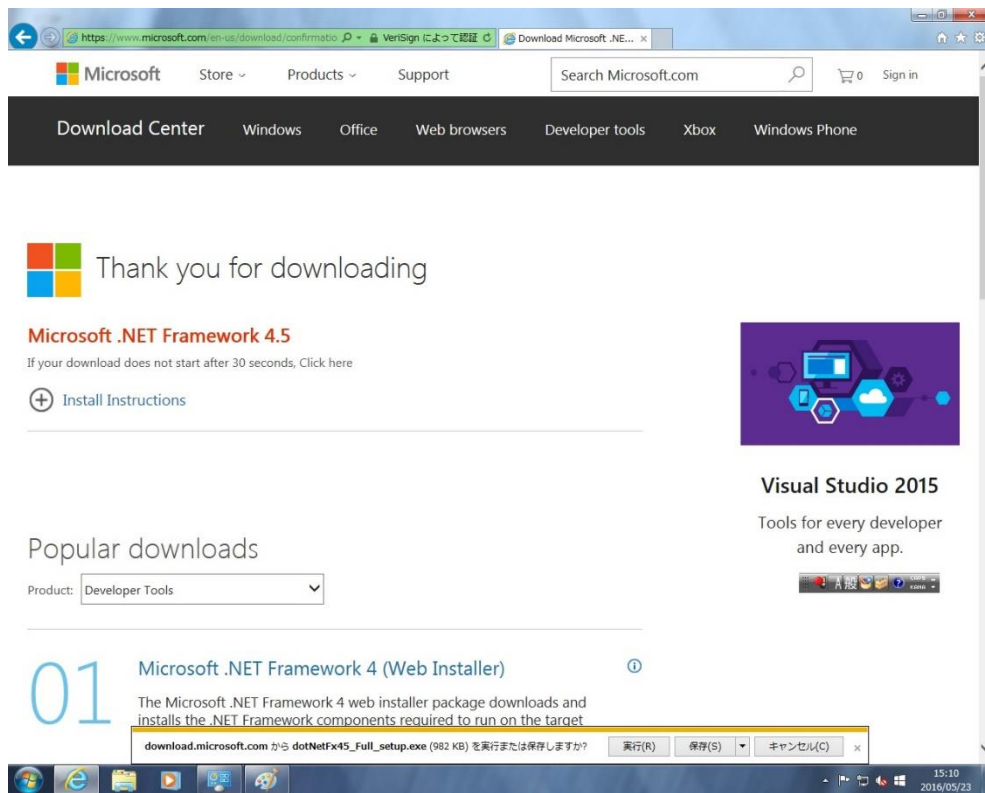 https://www.microsoft.com/en-us/download/confirmatio
VeriSign によって認証
Download Microsoft .NE...
Microsoft
Store
Products
Support
Search Microsoft.com
0
Sign in
Download Center
Windows
Office
Web browsers
Developer tools
Xbox
Windows Phone
Thank you for downloading
Microsoft .NET Framework 4.5
If your download does not start after 30 seconds, Click here
Install Instructions
Visual Studio 2015
Tools for every developer
and every app.
A 般
Popular downloads
Product: Developer Tools
01
Microsoft .NET Framework 4 (Web Installer)
The Microsoft .NET Framework 4 web installer package downloads and
installs the .NET Framework components required to run on the target
download.microsoft.com から dotNetFx45_Full_setup.exe (982 KB) を実行または保存しますか?
実行(R)
保存(S)
キャンセル(C)
15:10
2016/05/23